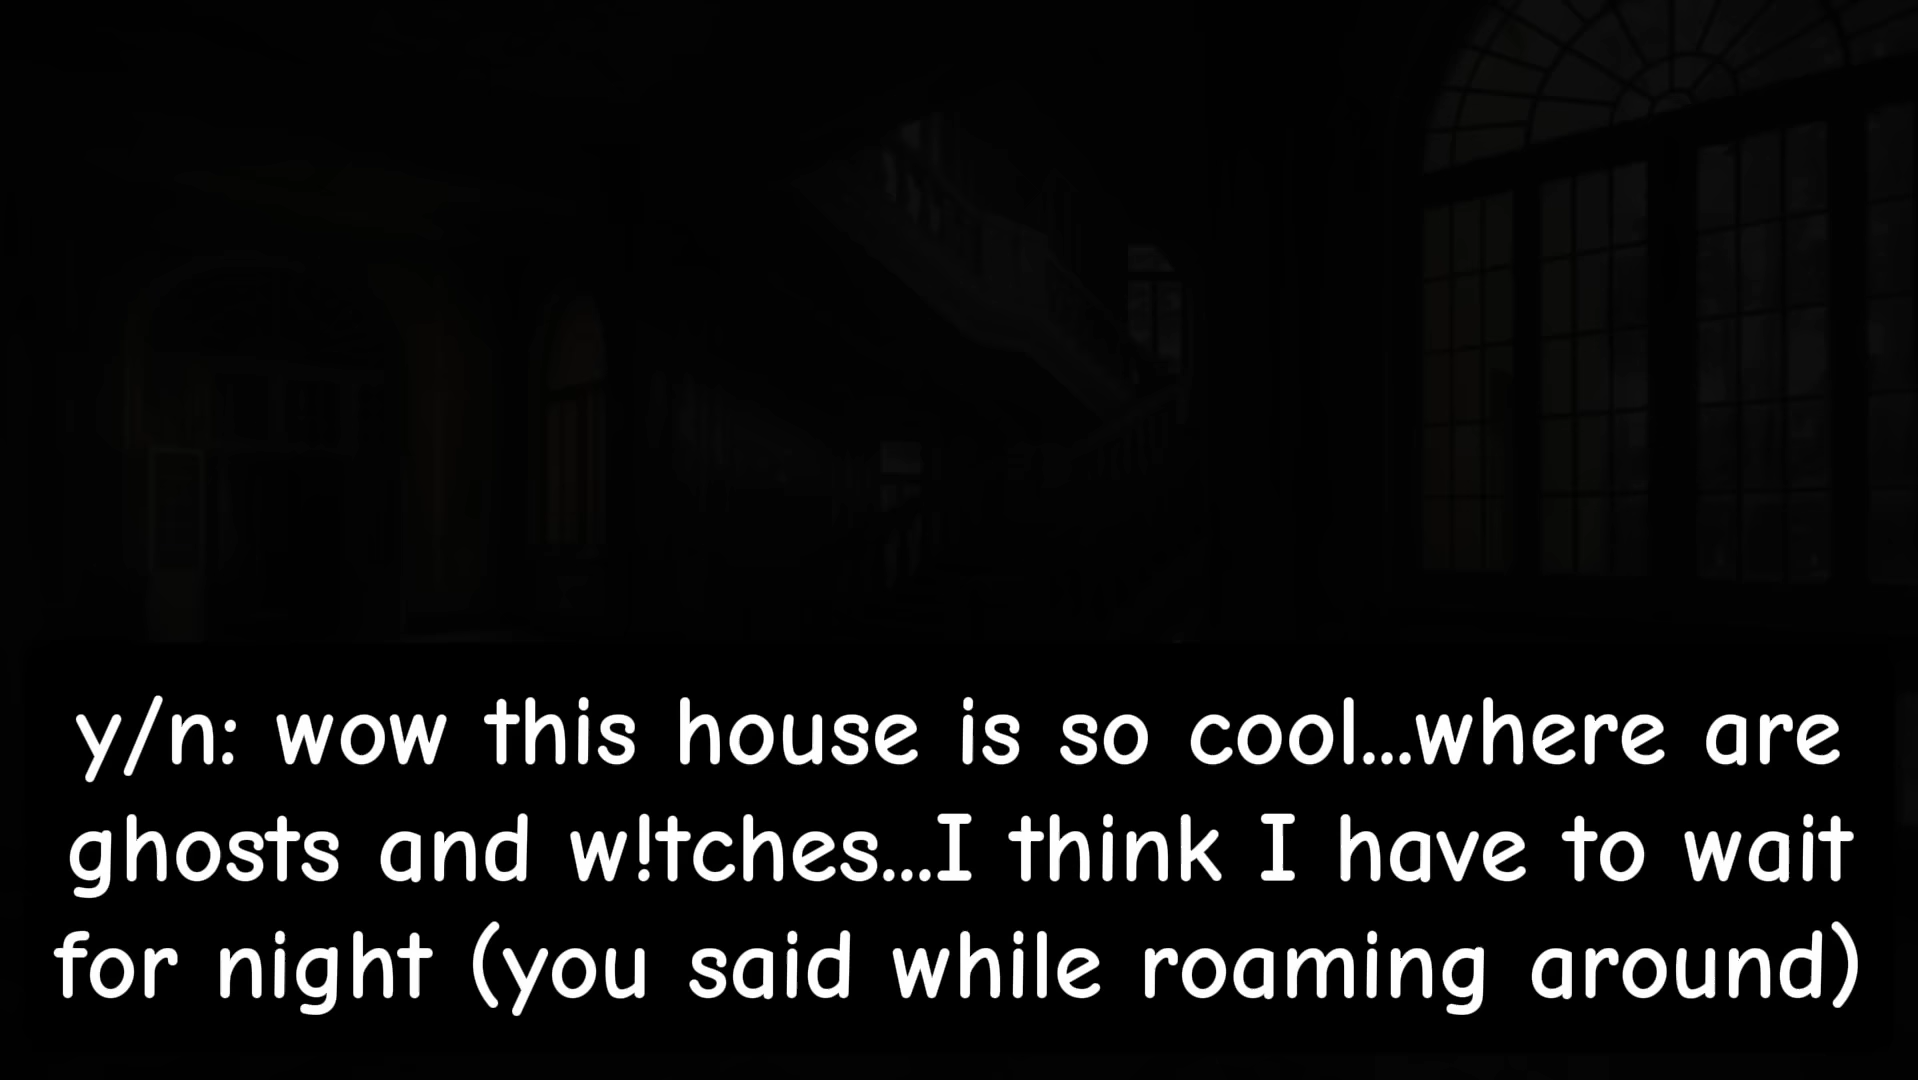 y/n: wow this house is so cool...where are
ghosts and w!tches...I think I have to wait
for night (you said while roaming around)